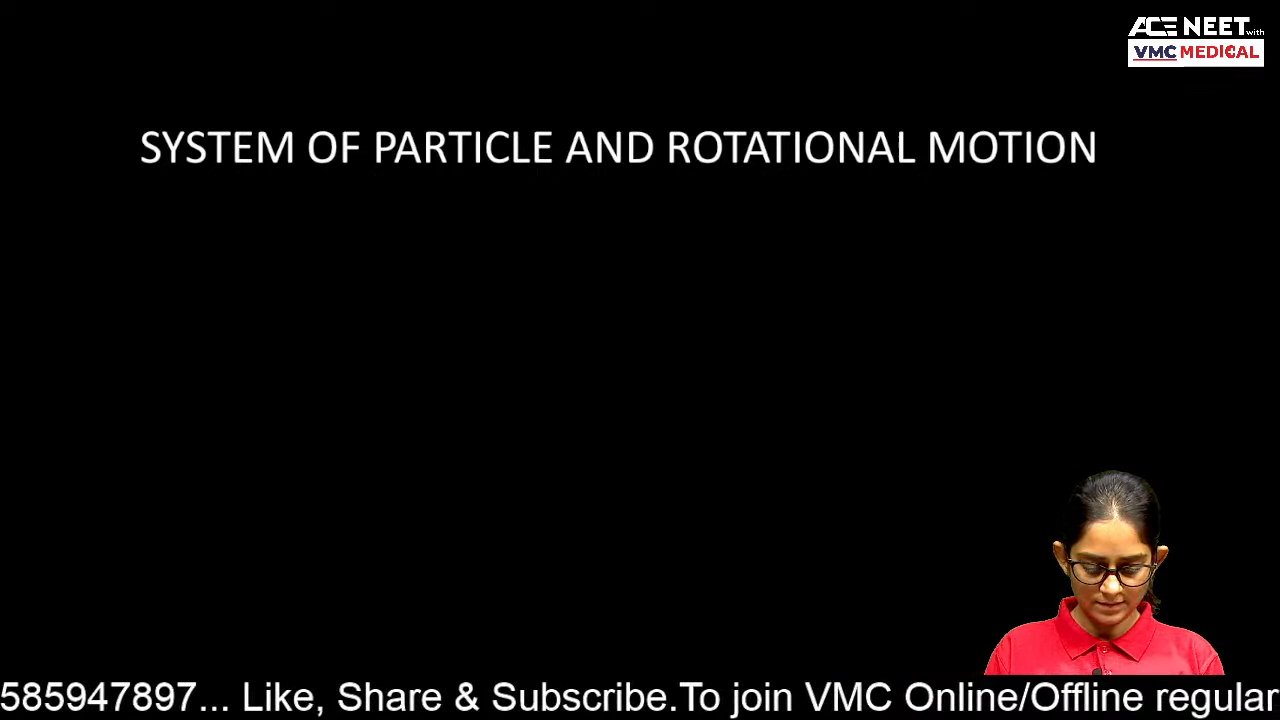 ACE NEET with
VMC MEDICAL
SYSTEM OF PARTICLE AND ROTATIONAL MOTION
585947897... Like, Share & Subscribe.To join VMC Online/Offline regular